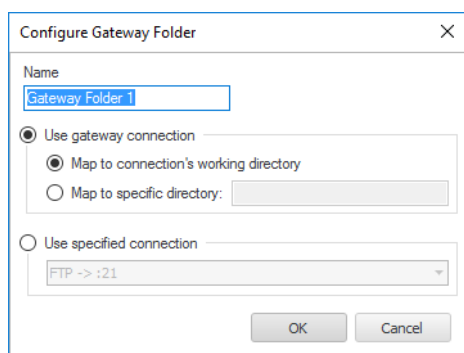 Configure Gateway Folder
Name
Gateway Folder 1
Use gateway connection
Map to connection's working directory
Map to specific directory:
Use specified connection
FTP -> :21
OK Cancel